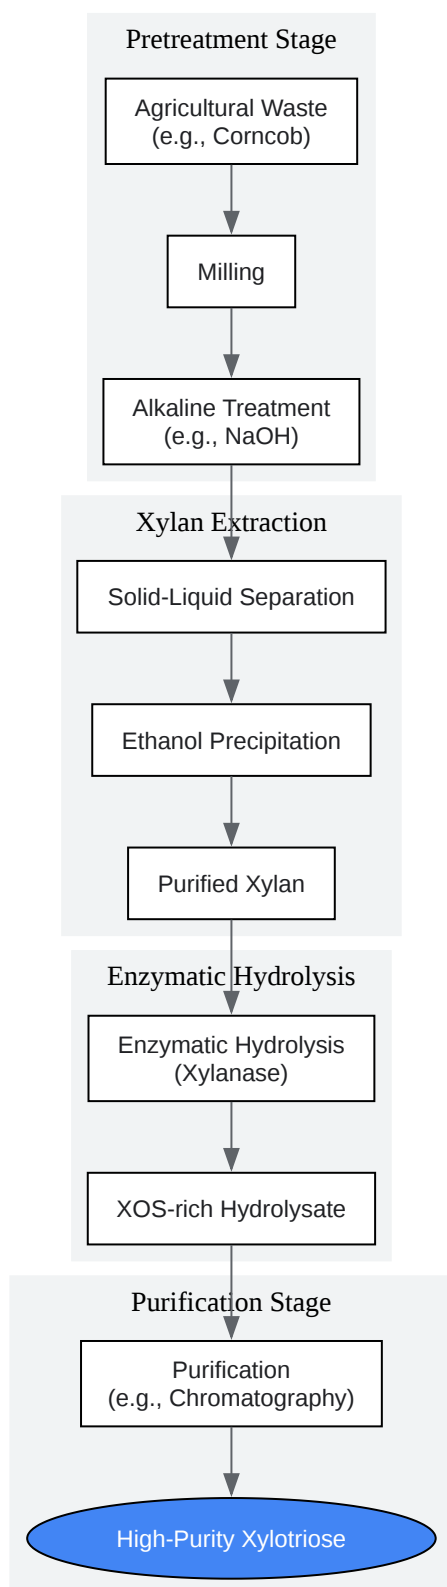 Pretreatment Stage
Agricultural Waste
(e.g., Corncob)
Milling
Alkaline Treatment
(e.g., NaOH)
Xylan Extraction
Solid-Liquid Separation
Ethanol Precipitation
Purified Xylan
Enzymatic Hydrolysis
Enzymatic Hydrolysis
(Xylanase)
XOS-rich Hydrolysate
Purification Stage
Purification
(e.g., Chromatography)
High-Purity Xylotriose